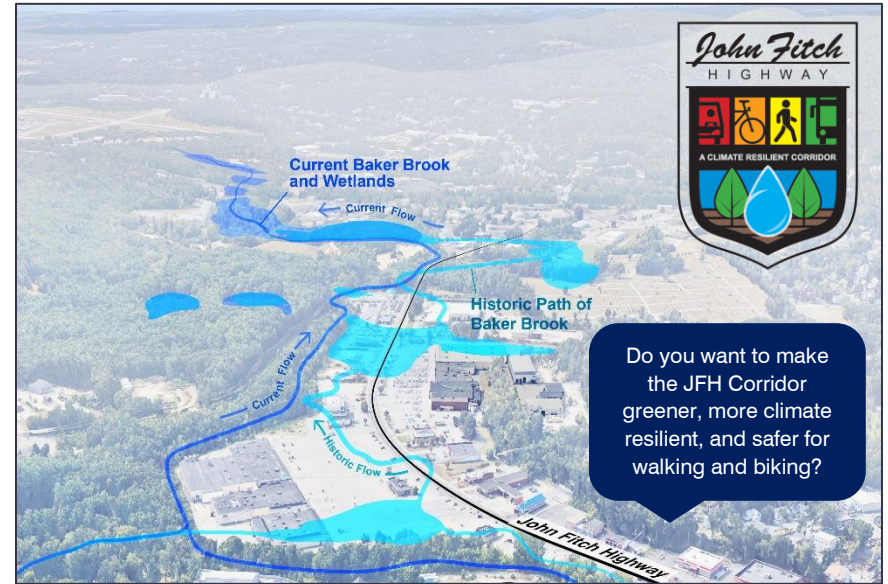 John Fitch
HIGHWAY
A CLIMATE RESILIENT CORRIDOR
Current Baker Brook
and Wetlands
← Current Flow
Historic Path of
Baker Brook
Current Flow →
← Historic Flow
John Fitch Highway
Do you want to make
the JFH Corridor
greener, more climate
resilient, and safer for
walking and biking?